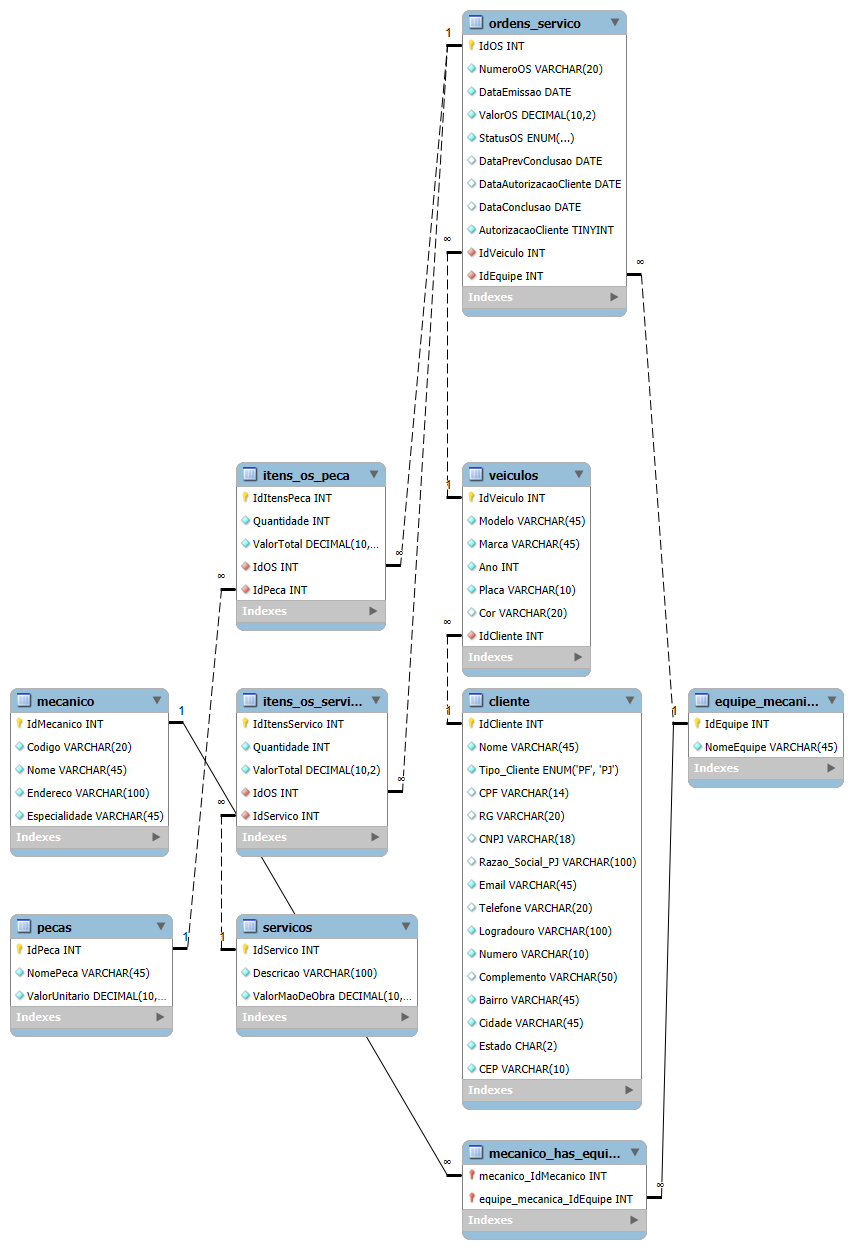 ordens_servico
IdOS INT
NumeroOS VARCHAR(20)
DataEmissao DATE
ValorOS DECIMAL(10,2)
StatusOS ENUM(...)
DataPrevConclusao DATE
DataAutorizacaoCliente DATE
DataConclusao DATE
AutorizacaoCliente TINYINT
IdVeiculo INT
IdEquipe INT
Indexes
1
∞
∞
itens_os_peca
IdItensPeca INT
Quantidade INT
ValorTotal DECIMAL(10,...
IdOS INT
IdPeca INT
Indexes
∞
∞
veiculos
IdVeiculo INT
Modelo VARCHAR(45)
Marca VARCHAR(45)
Ano INT
Placa VARCHAR(10)
Cor VARCHAR(20)
IdCliente INT
Indexes
1
∞
mecanico
IdMecanico INT
Codigo VARCHAR(20)
Nome VARCHAR(45)
Endereco VARCHAR(100)
Especialidade VARCHAR(45)
Indexes
1
itens_os_servi...
IdItensServico INT
Quantidade INT
ValorTotal DECIMAL(10,2)
IdOS INT
IdServico INT
Indexes
∞
∞
cliente
IdCliente INT
Nome VARCHAR(45)
Tipo_Cliente ENUM('PF', 'PJ')
CPF VARCHAR(14)
RG VARCHAR(20)
CNPJ VARCHAR(18)
Razao_Social_PJ VARCHAR(100)
Email VARCHAR(45)
Telefone VARCHAR(20)
Logradouro VARCHAR(100)
Numero VARCHAR(10)
Complemento VARCHAR(50)
Bairro VARCHAR(45)
Cidade VARCHAR(45)
Estado CHAR(2)
CEP VARCHAR(10)
Indexes
1
equipe_mecani...
IdEquipe INT
NomeEquipe VARCHAR(45)
Indexes
1
pecas
IdPeca INT
NomePeca VARCHAR(45)
ValorUnitario DECIMAL(10,...
Indexes
1
servicos
IdServico INT
Descricao VARCHAR(100)
ValorMaoDeObra DECIMAL(10,...
Indexes
1
mecanico_has_equi...
mecanico_IdMecanico INT
equipe_mecanica_IdEquipe INT
Indexes
∞
∞